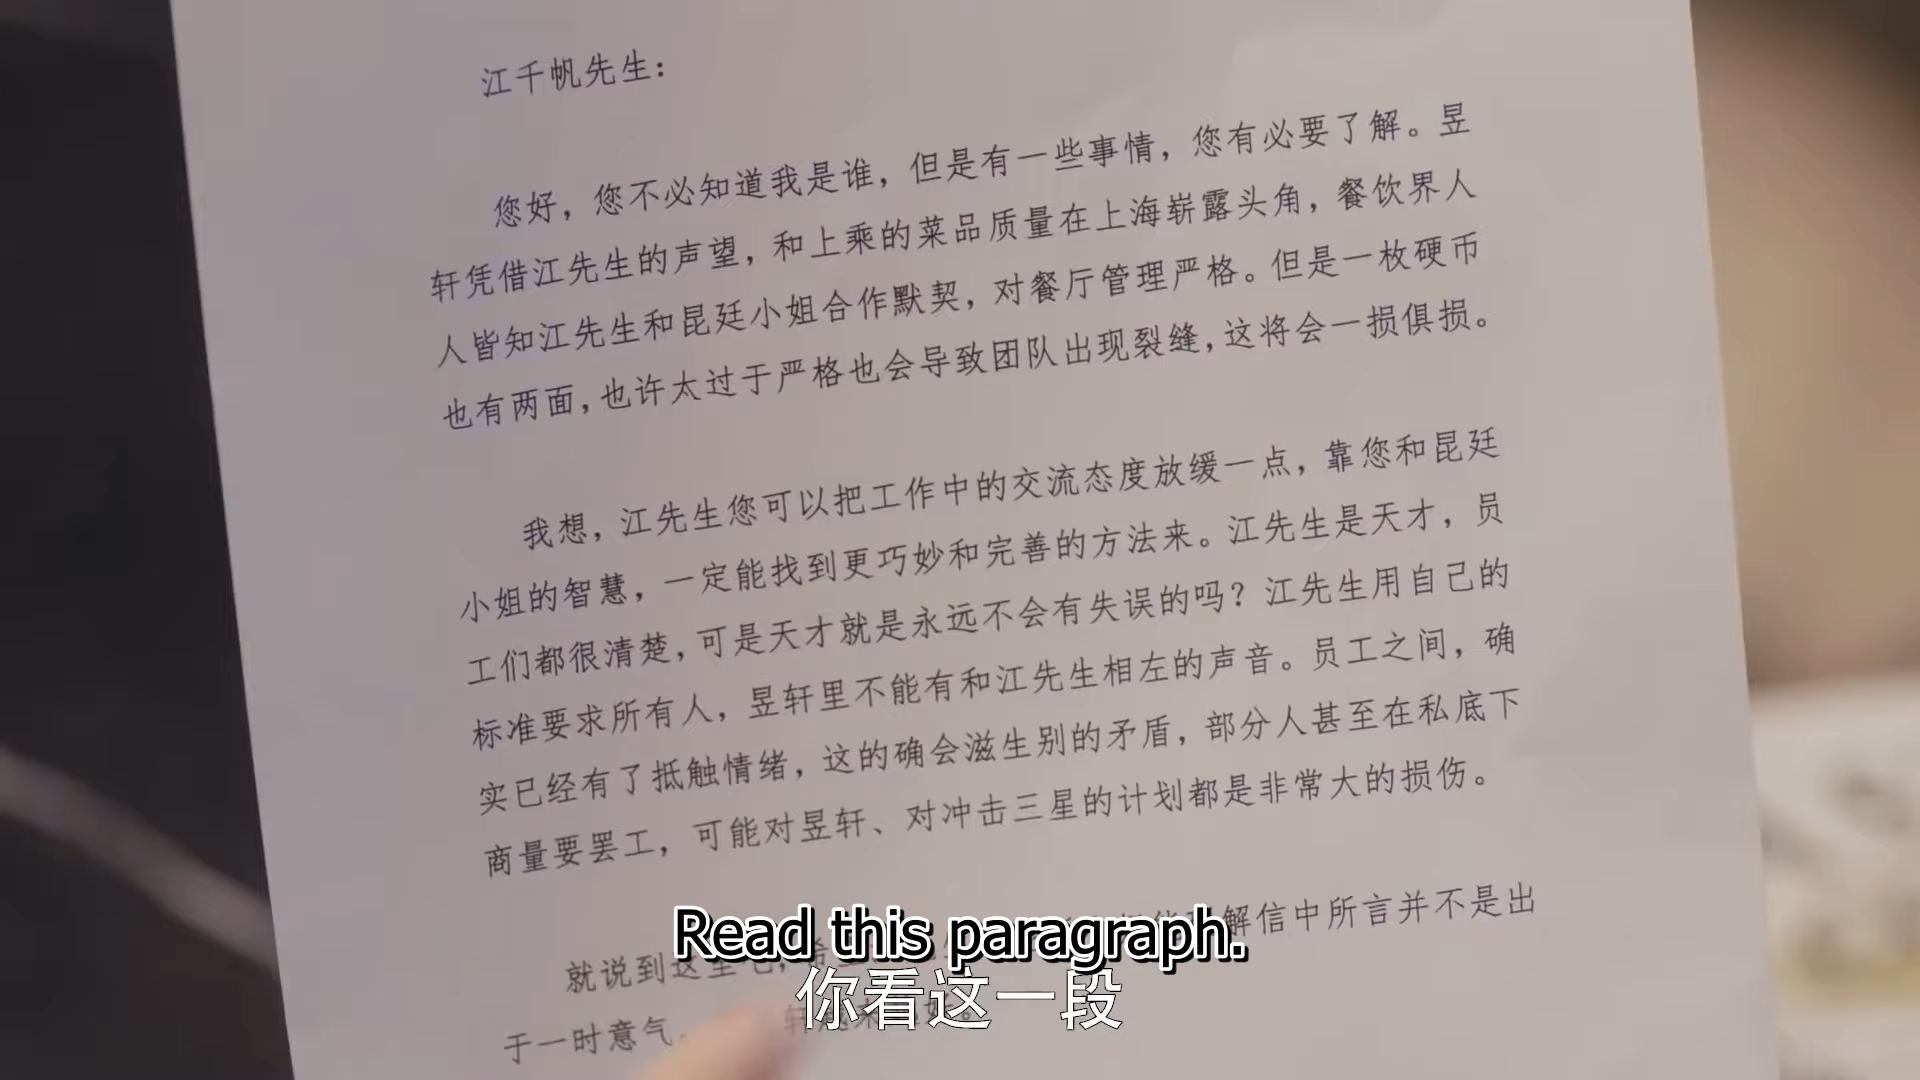 江千帆先生：
您好，您不必知道我是谁，但是有一些事情，您有必要了解。昱
轩凭借江先生的声望，和上乘的菜品质量在上海崭露头角，餐饮界人
人皆知江先生和昆廷小姐合作默契，对餐厅管理严格。但是一枚硬币
也有两面，也许太过于严格也会导致团队出现裂缝，这将会一损俱损。
我想，江先生您可以把工作中的交流态度放缓一点，靠您和昆廷
小姐的智慧，一定能找到更巧妙和完善的方法来。江先生是天才，员
工们都很清楚，可是天才就是永远不会有失误的吗？江先生用自己的
标准要求所有人，昱轩里不能有和江先生相左的声音。员工之间，确
实已经有了抵触情绪，这的确会滋生别的矛盾，部分人甚至在私底下
商量要罢工，可能对昱轩、对冲击三星的计划都是非常大的损伤。
就说到这里吧，希 解信中所言并不是出
于一时意气，
Read this paragraph.
你看这一段